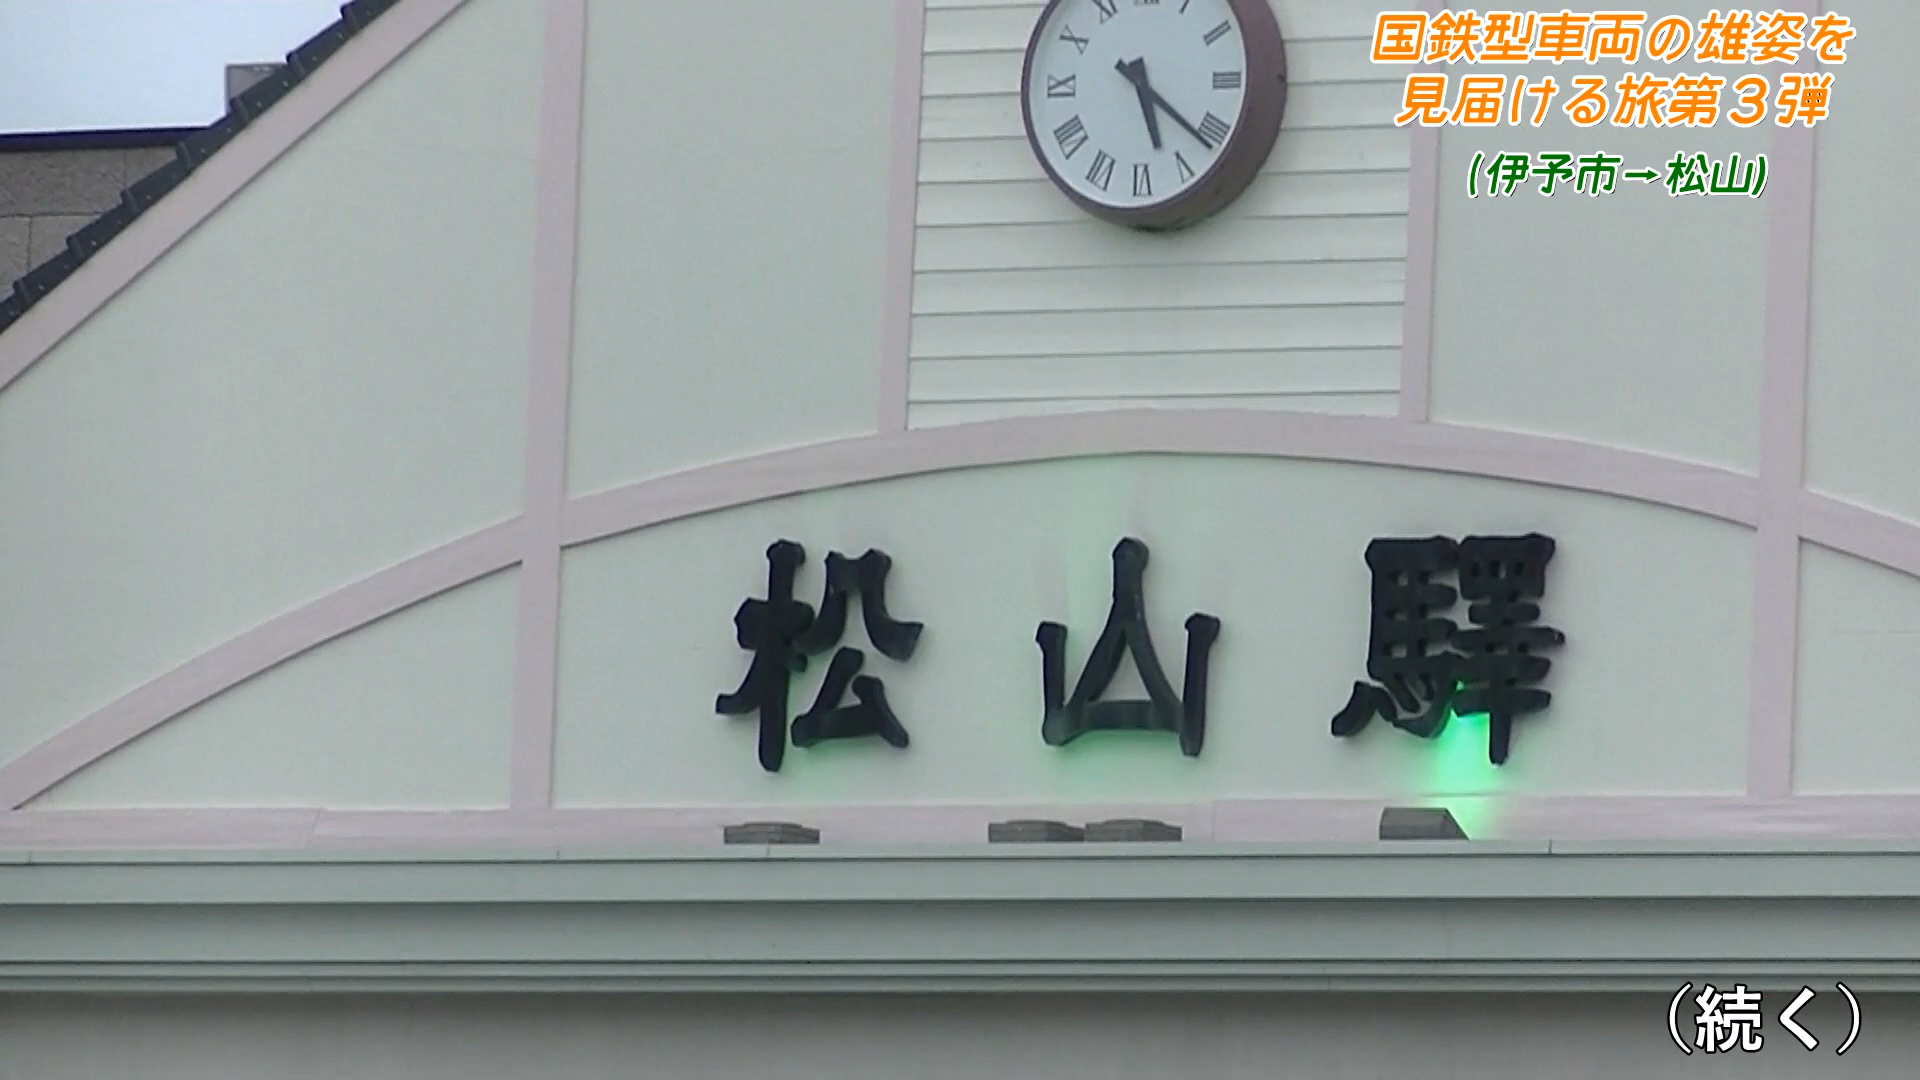 国鉄型車両の雄姿を
見届ける旅第３弾
(伊予市→松山)
松山驛
(続く)